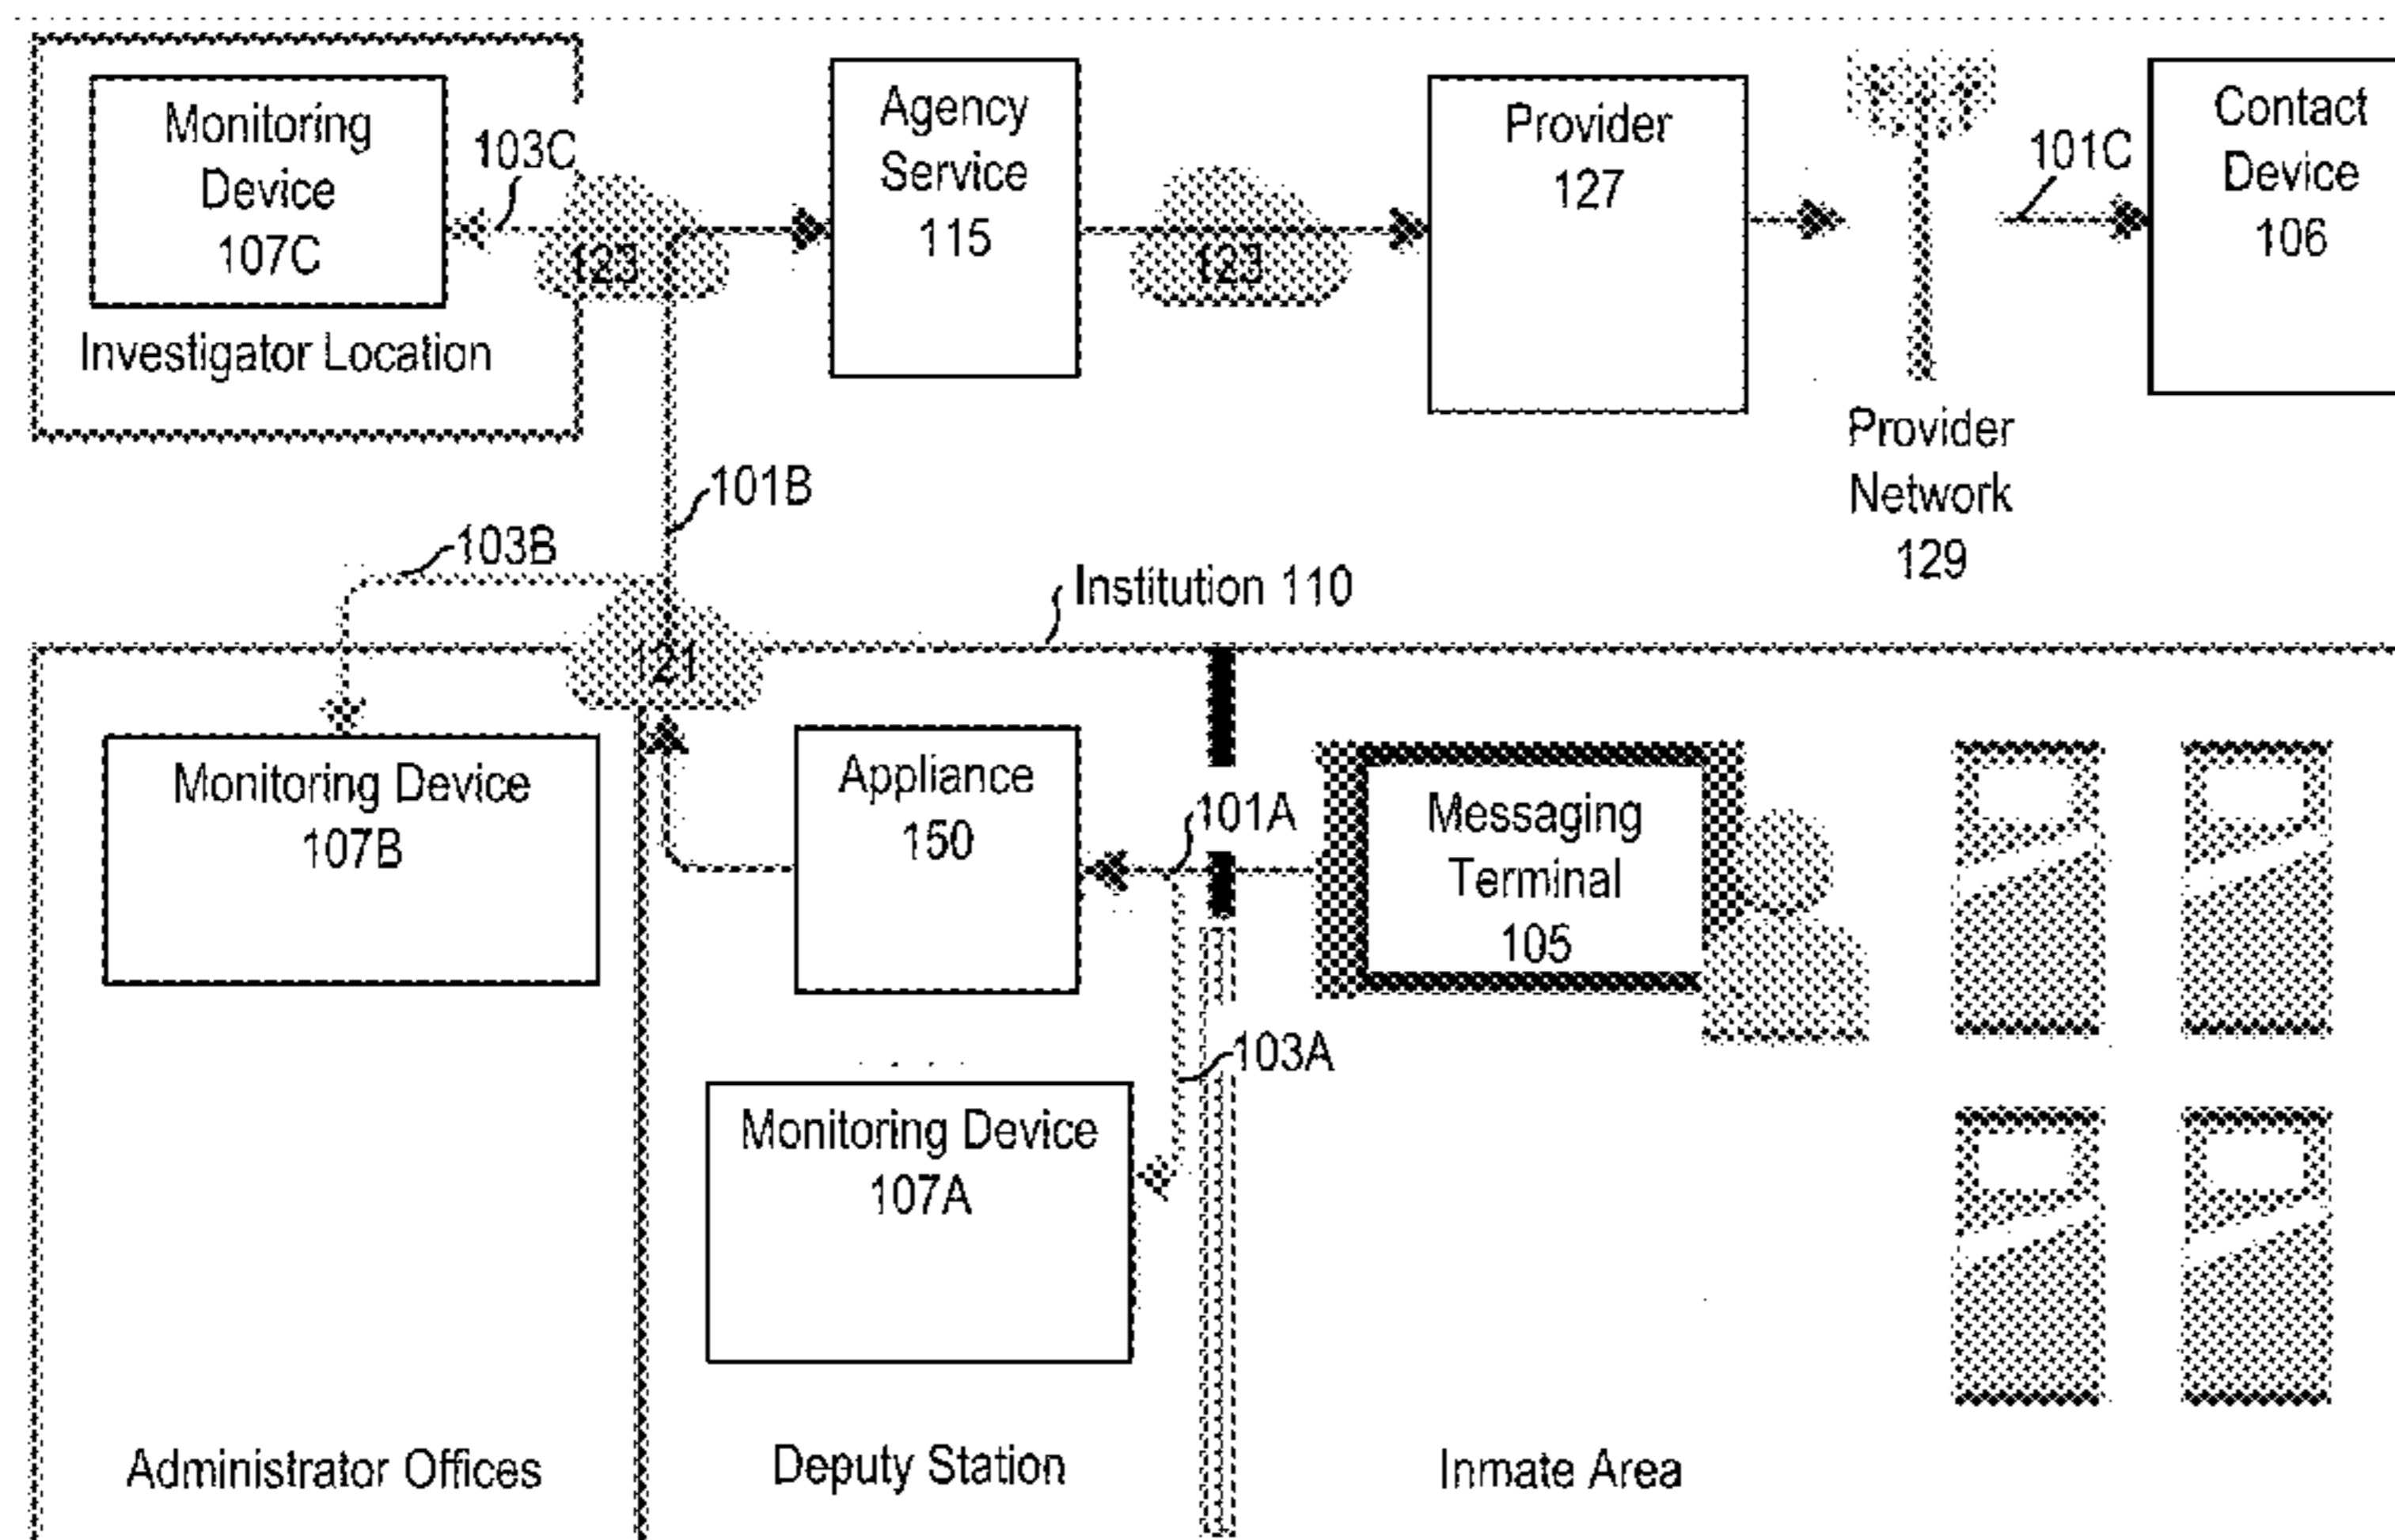 Monitoring
Device
107C
Investigator Location
103C
123
Agency
Service
115
123
Provider
127
Provider
Network
129
101C
Contact
Device
106
101B
103B
Institution 110
121
Monitoring Device
107B
Administrator Offices
Appliance
150
101A
103A
Monitoring Device
107A
Deputy Station
Messaging
Terminal
105
Inmate Area